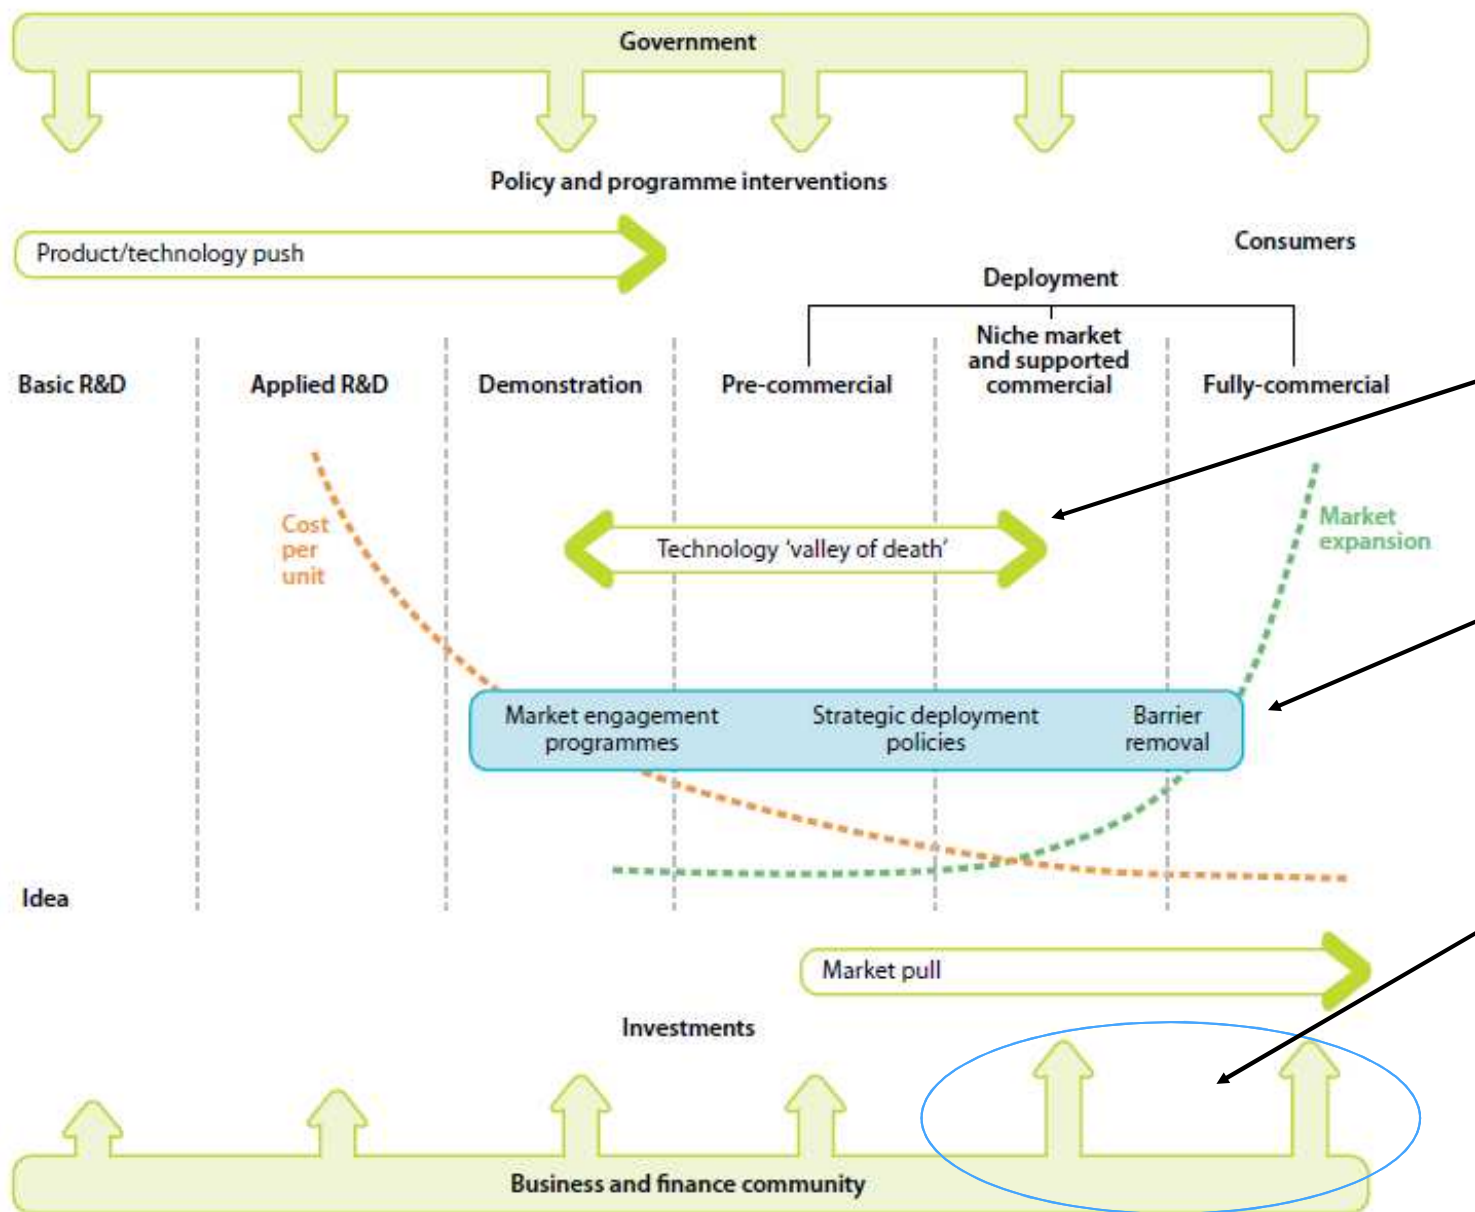 Government
Policy and programme interventions
Product/technology push
Consumers
Deployment
Basic R&D
Applied R&D
Demonstration
Pre-commercial
Niche market
and supported
commercial
Fully-commercial
Cost
per
unit
Technology ‘valley of death’
Market
expansion
Market engagement
programmes
Strategic deployment
policies
Barrier
removal
Idea
Market pull
Investments
Business and finance community